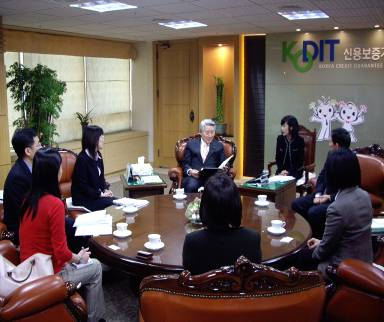 KODIT 신용보증기
KOREA CREDIT GUARANTEE